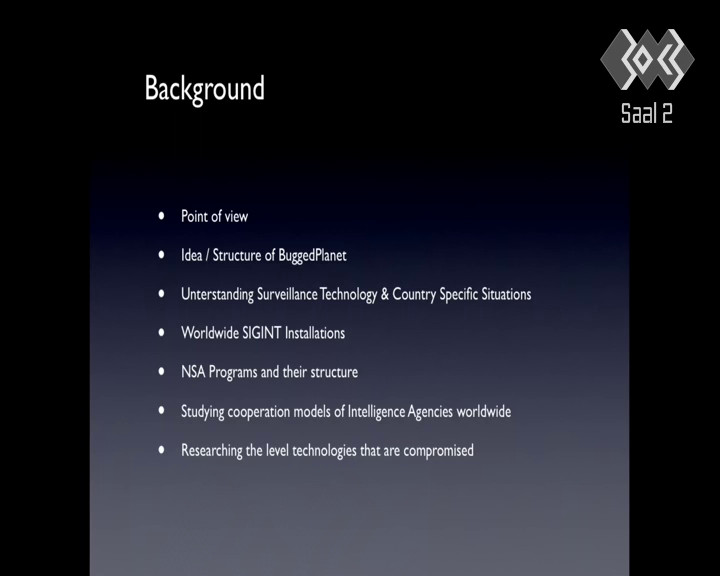 Background
Saal 2
Point of view
Idea / Structure of BuggedPlanet
Unterstanding Surveillance Technology & Country Specific Situations
Worldwide SIGINT Installations
NSA Programs and their structure
Studying cooperation models of Intelligence Agencies worldwide
Researching the level technologies that are compromised